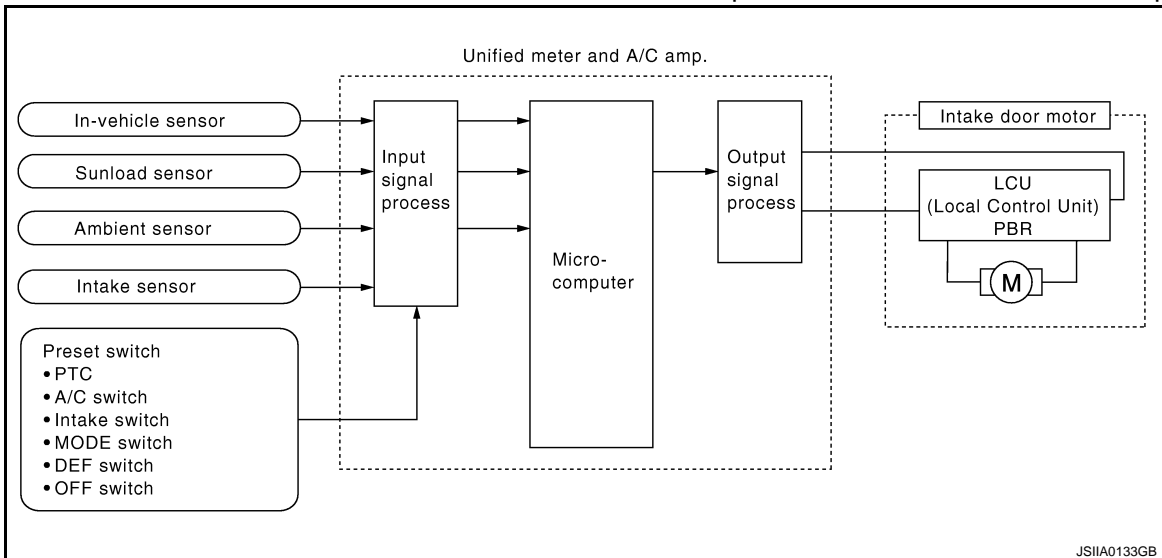 Unified meter and A/C amp.
In-vehicle sensor
Sunload sensor
Ambient sensor
Intake sensor
Preset switch
• PTC
• A/C switch
• Intake switch
• MODE switch
• DEF switch
• OFF switch
Input
signal
process
Micro-
computer
Output
signal
process
Intake door motor
LCU
(Local Control Unit)
PBR
M
JSIIA0133GB